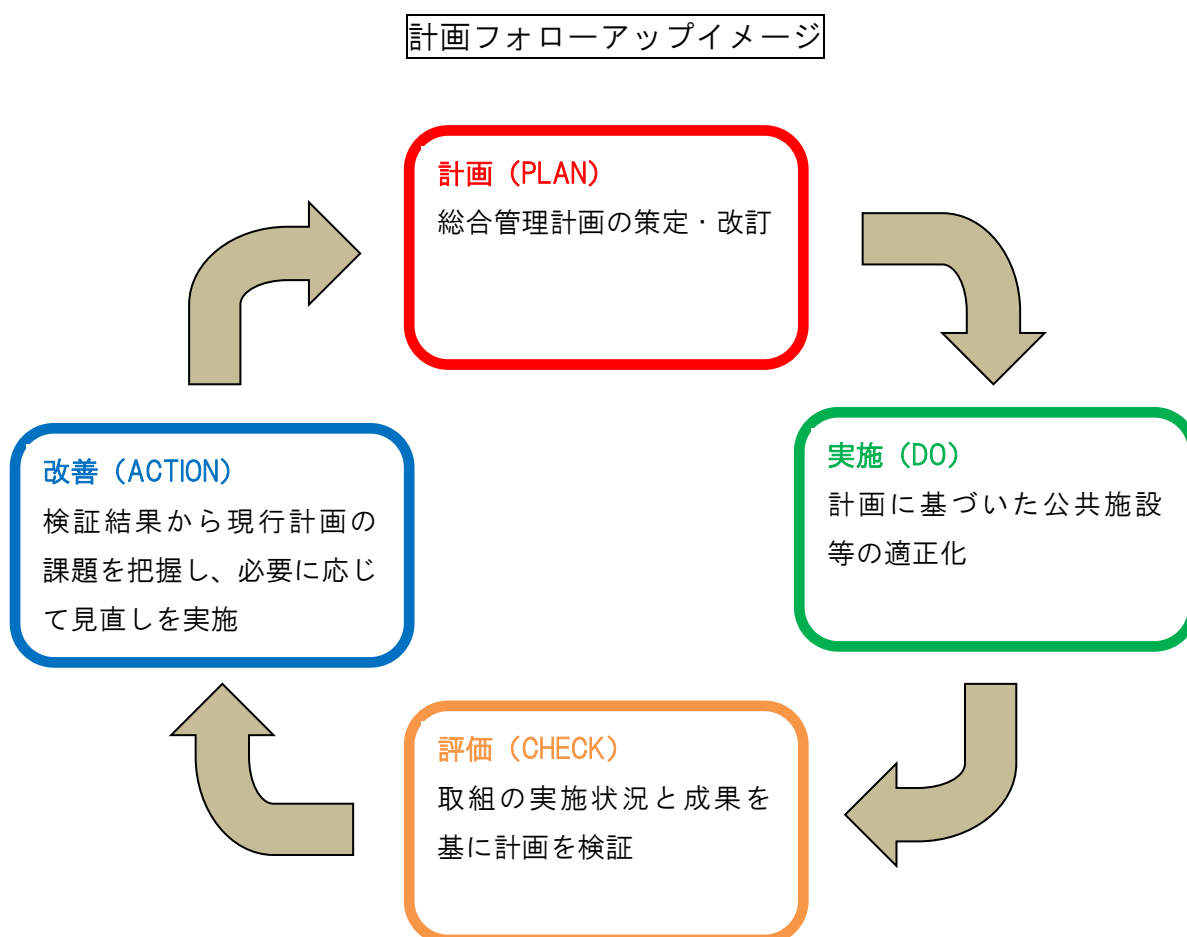 計画フォローアップイメージ
計画（PLAN）
総合管理計画の策定・改訂
実施（DO）
計画に基づいた公共施設
等の適正化
評価（CHECK）
取組の実施状況と成果を
基に計画を検証
改善（ACTION）
検証結果から現行計画の
課題を把握し、必要に応じ
て見直しを実施